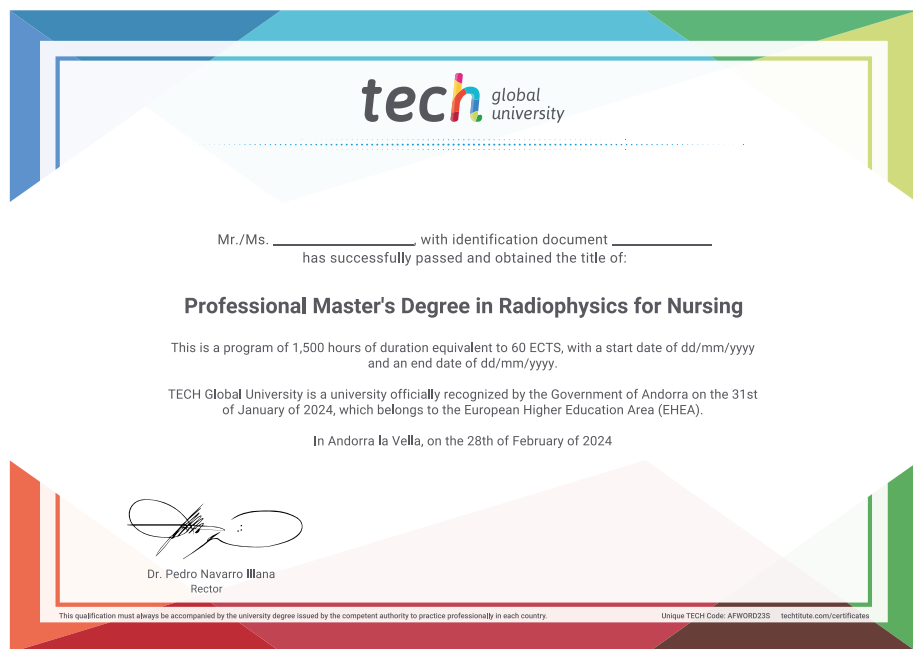 tech global university
Mr./Ms. ____________, with identification document ____________
has successfully passed and obtained the title of:
Professional Master's Degree in Radiophysics for Nursing
This is a program of 1,500 hours of duration equivalent to 60 ECTS, with a start date of dd/mm/yyyy
and an end date of dd/mm/yyyy.
TECH Global University is a university officially recognized by the Government of Andorra on the 31st
of January of 2024, which belongs to the European Higher Education Area (EHEA).
In Andorra la Vella, on the 28th of February of 2024
Dr. Pedro Navarro Illana
Rector
This qualification must always be accompanied by the university degree issued by the competent authority to practice professionally in each country.
Unique TECH Code: AFWORD23S techtitute.com/certificates